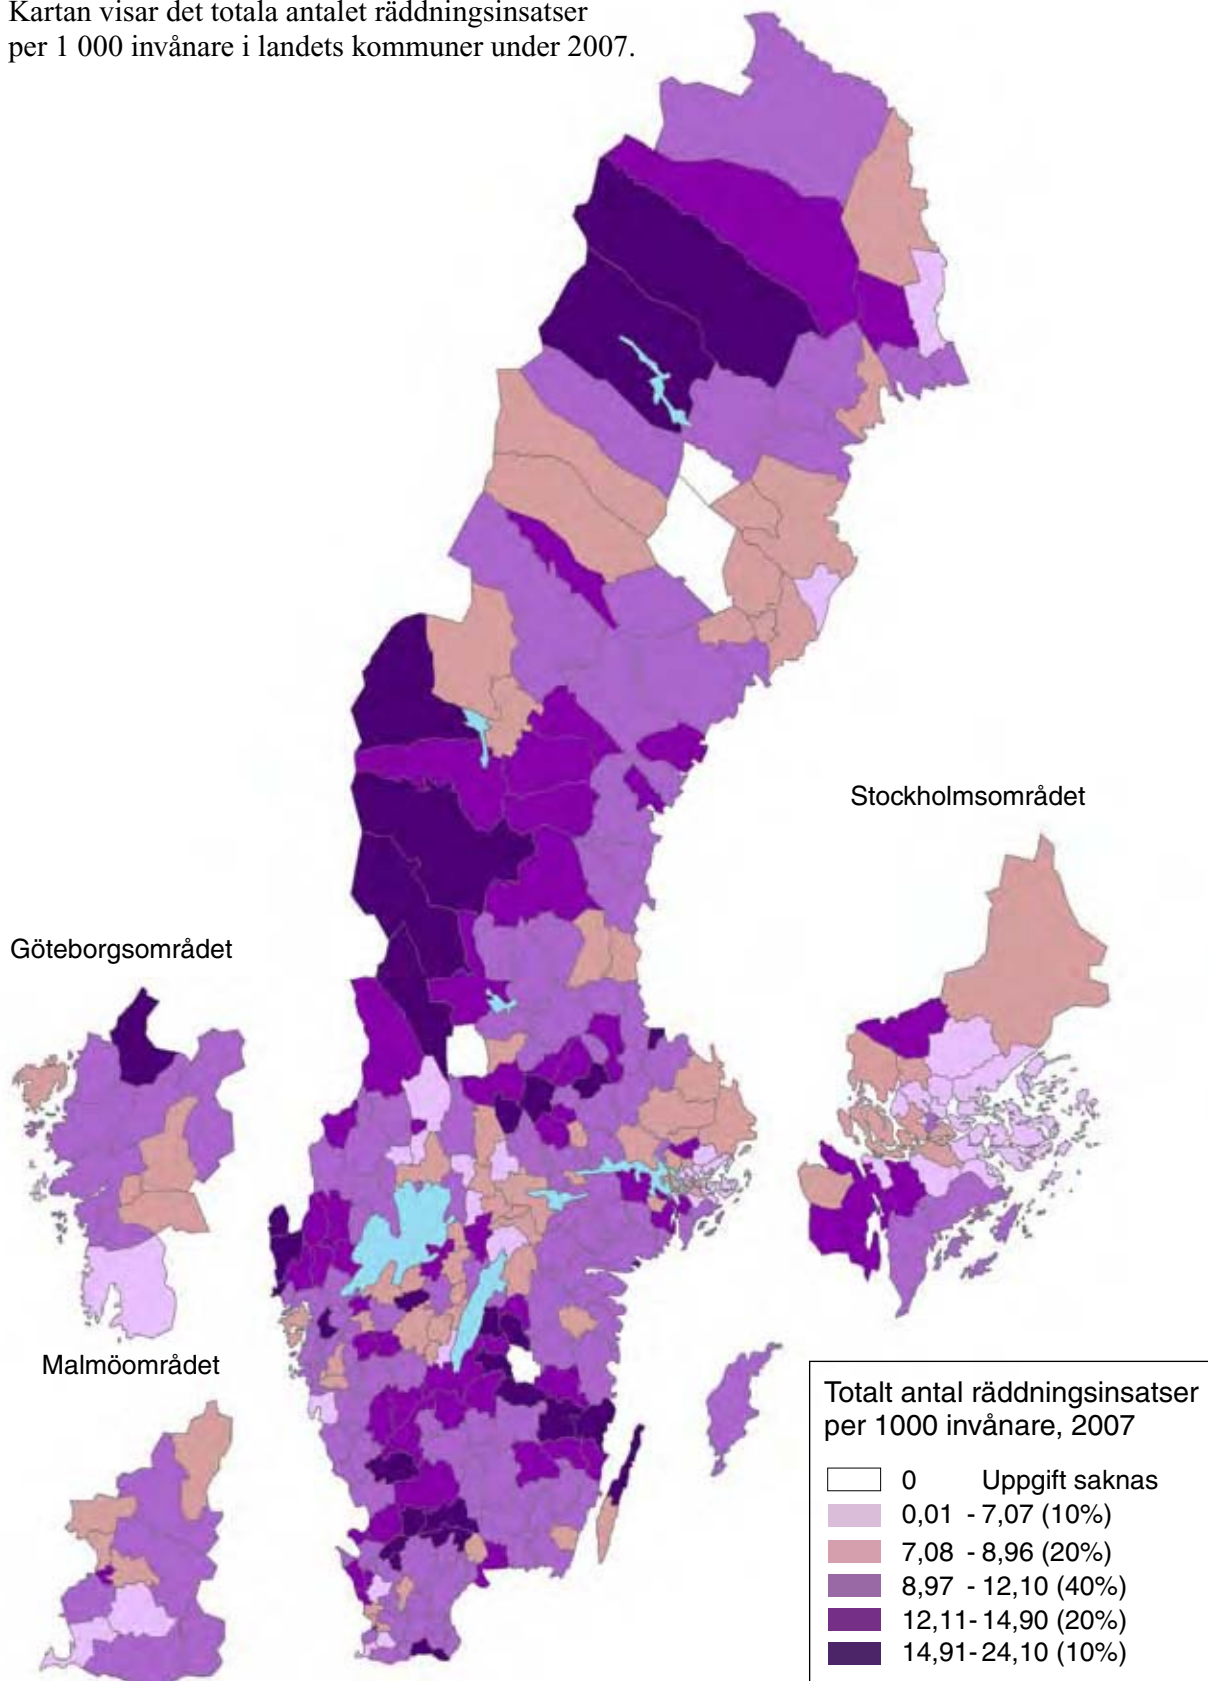 Kartan visar det totala antalet räddningsinsatser
per 1 000 invånare i landets kommuner under 2007.
Stockholmsområdet
Göteborgsområdet
Malmöområdet
Totalt antal räddningsinsatser
per 1000 invånare, 2007
0 Uppgift saknas
0,01 - 7,07 (10%)
7,08 - 8,96 (20%)
8,97 - 12,10 (40%)
12,11- 14,90 (20%)
14,91- 24,10 (10%)